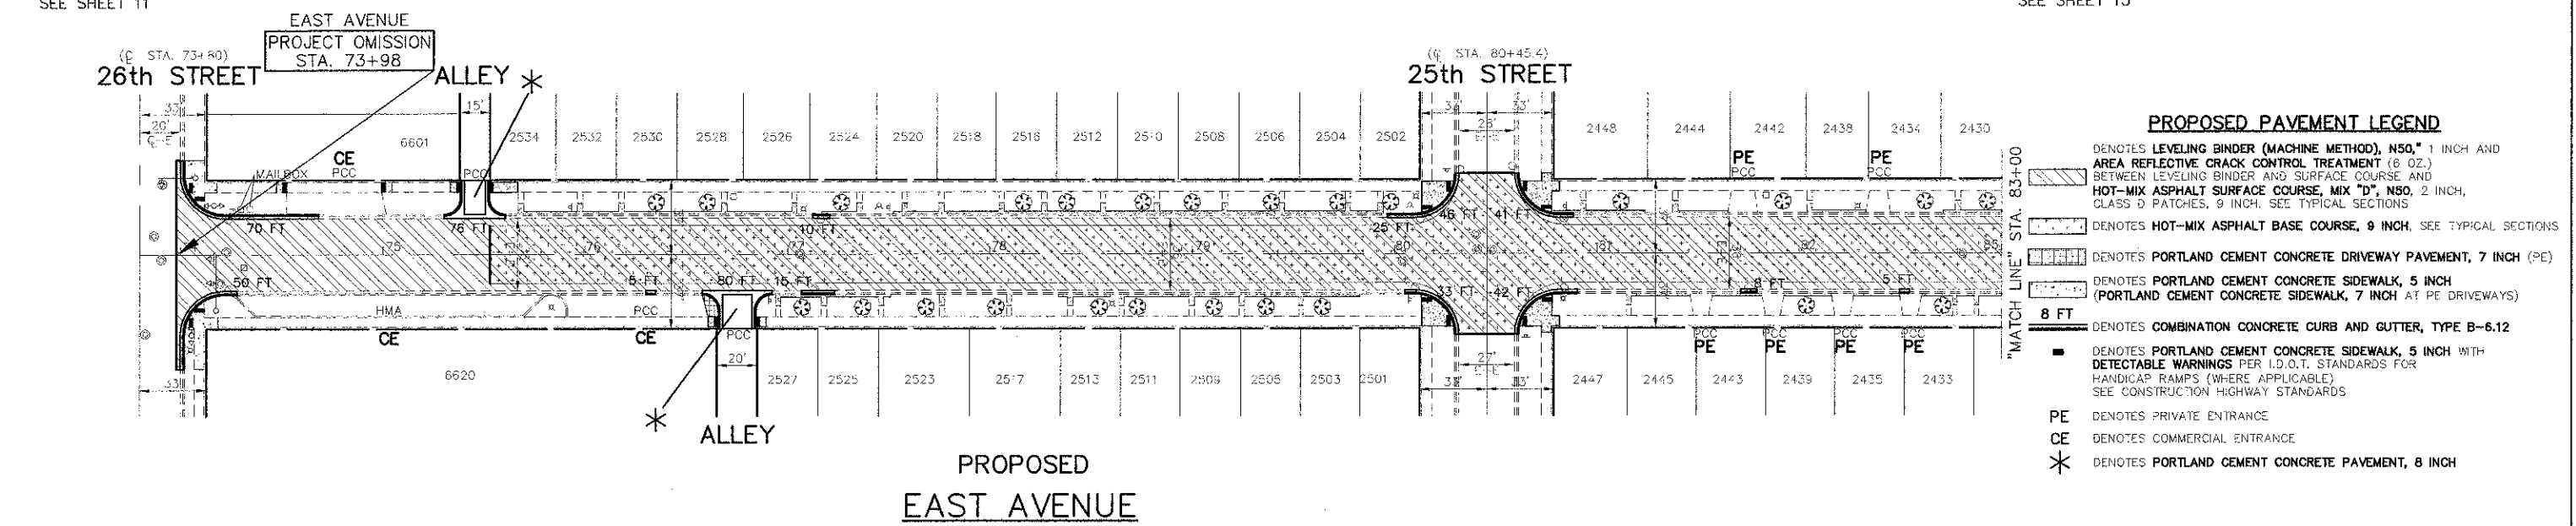 SEE SHEET 11
SEE SHEET 13
EAST AVENUE
PROJECT OMISSION
STA. 73+98
(℄ STA. 73+80)
26th STREET
ALLEY
(℄ STA. 80+45.4)
25th STREET
33'
20'
15'
6601
2534 2532 2530 2528 2526 2524 2520 2518 2516 2512 2510 2508 2506 2504 2502
33'
2448 2444 2442 2438 2434 2430
CE
PCC
PCC
MAILBOX
PE
PCC
PE
PCC
70 FT
76 FT
10 FT
25 FT
46 FT
41 FT
75 76 77 78 79 80 81 82
50 FT
5 FT
80 FT
15 FT
33 FT
42 FT
8 FT
5 FT
HMA
PCC
CE
CE
PCC
PCC
PE
PCC
PE
PCC
PE
PCC
PE
33'
20'
27'
33'
6620
2527 2525 2523 2517 2513 2511 2509 2505 2503 2501
2447 2445 2443 2439 2435 2433
ALLEY
"MATCH LINE" STA. 83+00
PROPOSED
EAST AVENUE
PROPOSED PAVEMENT LEGEND
DENOTES LEVELING BINDER (MACHINE METHOD), N50," 1 INCH AND
AREA REFLECTIVE CRACK CONTROL TREATMENT (6 OZ.)
BETWEEN LEVELING BINDER AND SURFACE COURSE AND
HOT-MIX ASPHALT SURFACE COURSE, MIX "D", N50, 2 INCH,
CLASS D PATCHES, 9 INCH. SEE TYPICAL SECTIONS
DENOTES HOT-MIX ASPHALT BASE COURSE, 9 INCH, SEE TYPICAL SECTIONS
DENOTES PORTLAND CEMENT CONCRETE DRIVEWAY PAVEMENT, 7 INCH (PE)
DENOTES PORTLAND CEMENT CONCRETE SIDEWALK, 5 INCH
(PORTLAND CEMENT CONCRETE SIDEWALK, 7 INCH AT PE DRIVEWAYS)
8 FT
DENOTES COMBINATION CONCRETE CURB AND GUTTER, TYPE B-6.12
DENOTES PORTLAND CEMENT CONCRETE SIDEWALK, 5 INCH WITH
DETECTABLE WARNINGS PER I.D.O.T. STANDARDS FOR
HANDICAP RAMPS (WHERE APPLICABLE)
SEE CONSTRUCTION HIGHWAY STANDARDS
PE DENOTES PRIVATE ENTRANCE
CE DENOTES COMMERCIAL ENTRANCE
DENOTES PORTLAND CEMENT CONCRETE PAVEMENT, 8 INCH